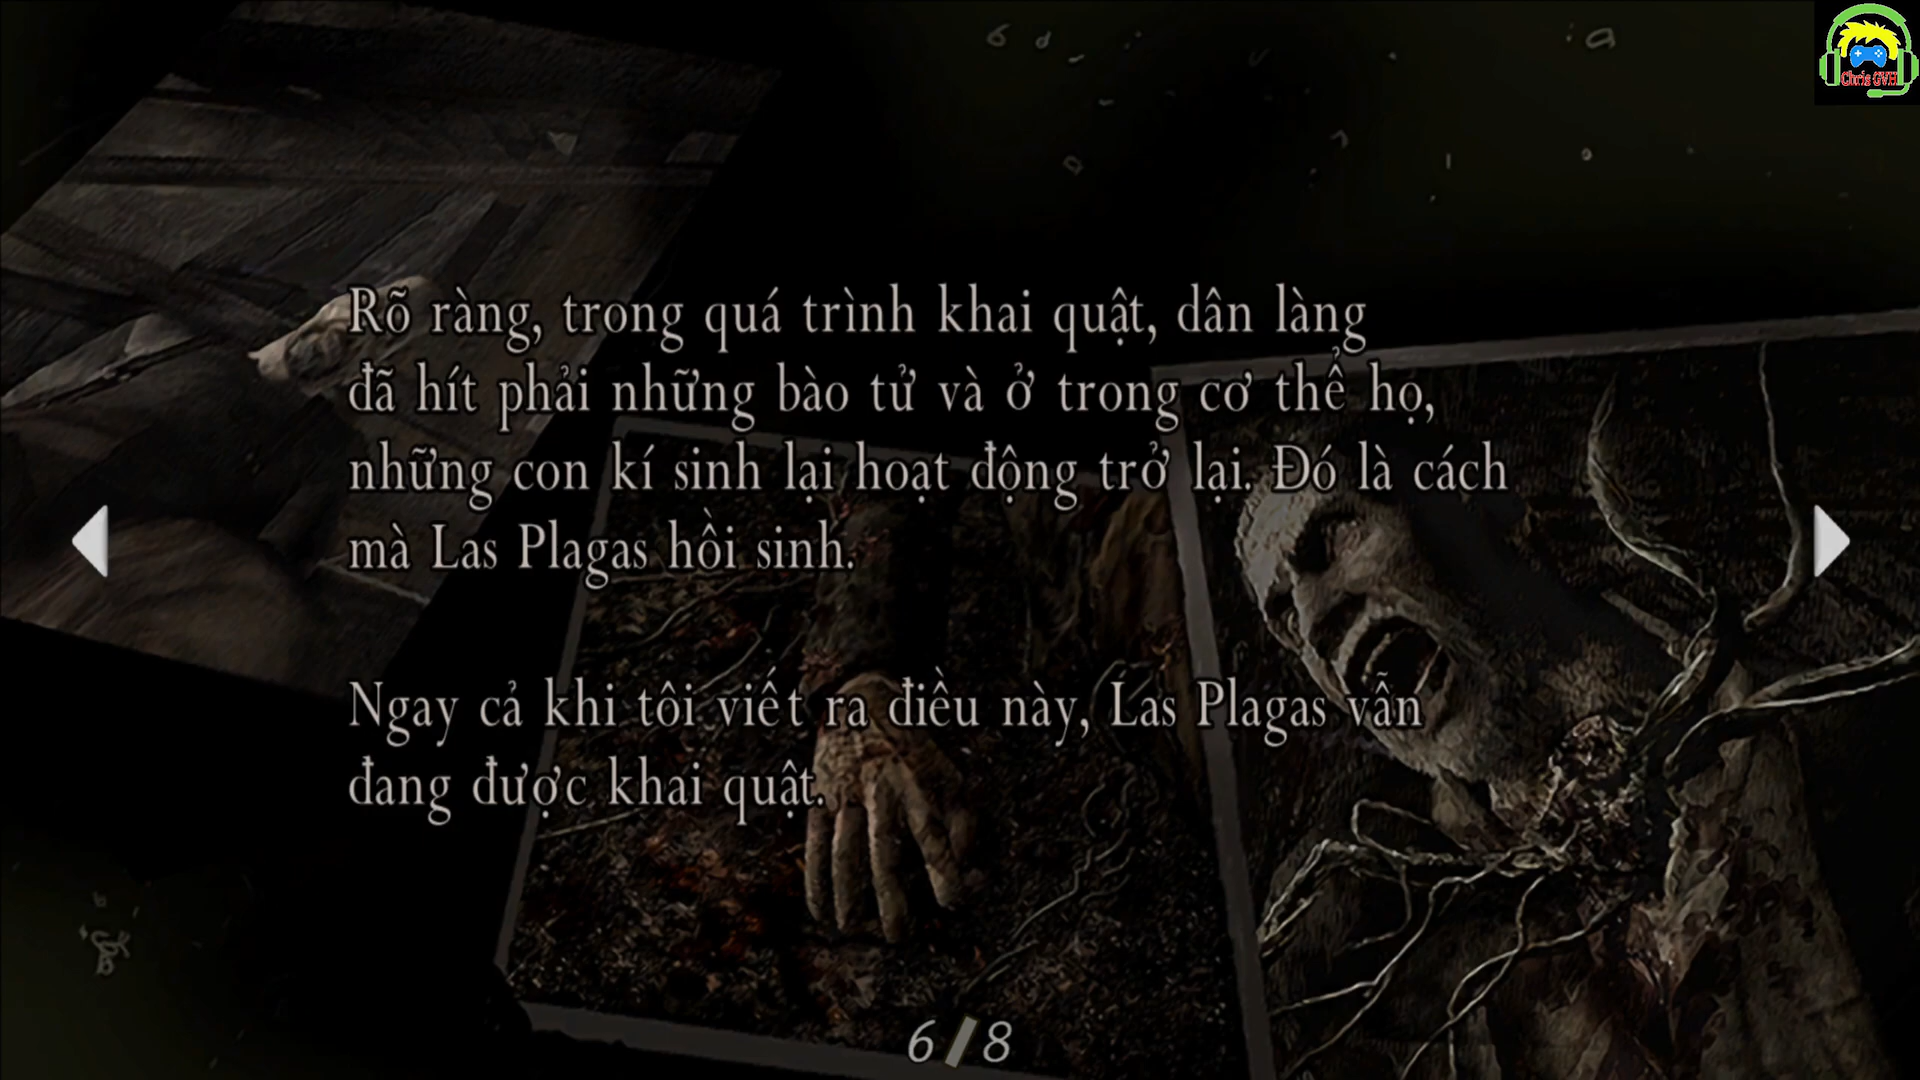 Chris GVH
Rõ ràng, trong quá trình khai quật, dân làng
đã hít phải những bào tử và ở trong cơ thể họ,
những con kí sinh lại hoạt động trở lại. Đó là cách
mà Las Plagas hồi sinh.
Ngay cả khi tôi viết ra điều này, Las Plagas vẫn
đang được khai quật.
6/8